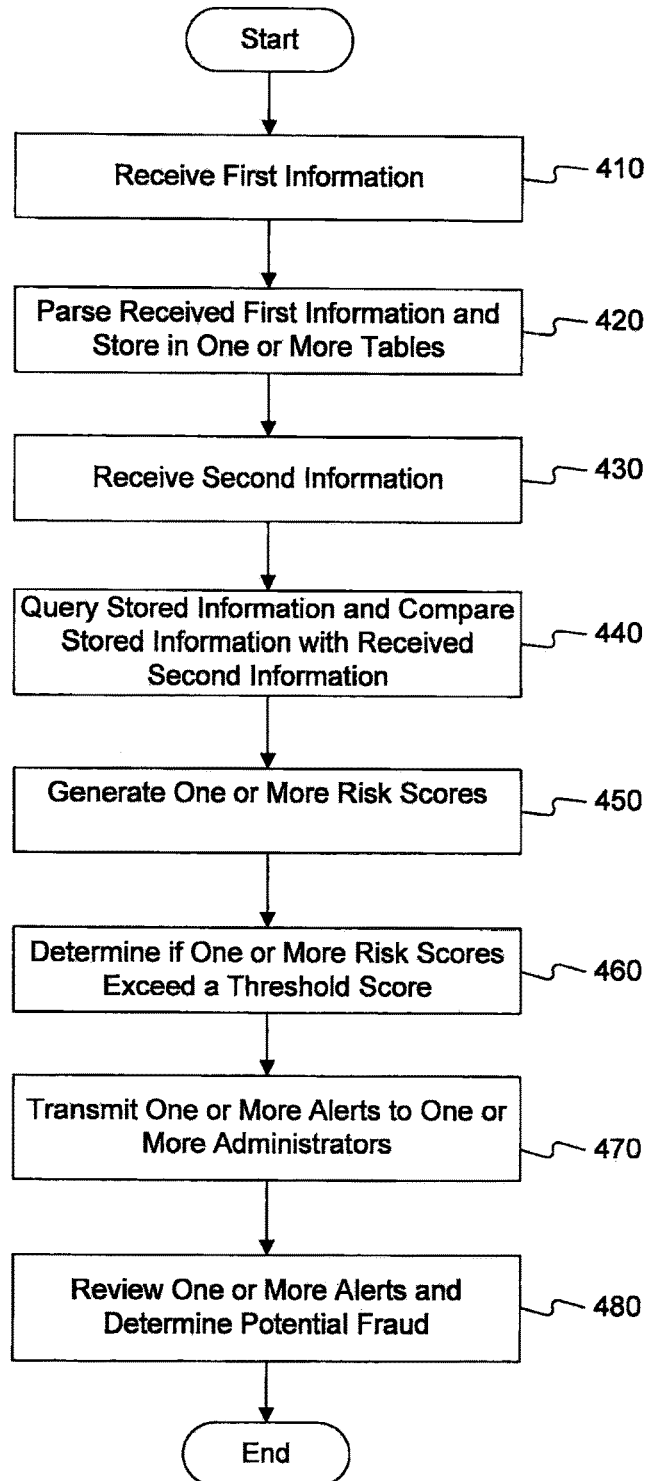 Start
Receive First Information
410
Parse Received First Information and
Store in One or More Tables
420
Receive Second Information
430
Query Stored Information and Compare
Stored Information with Received
Second Information
440
Generate One or More Risk Scores
450
Determine if One or More Risk Scores
Exceed a Threshold Score
460
Transmit One or More Alerts to One or
More Administrators
470
Review One or More Alerts and
Determine Potential Fraud
480
End